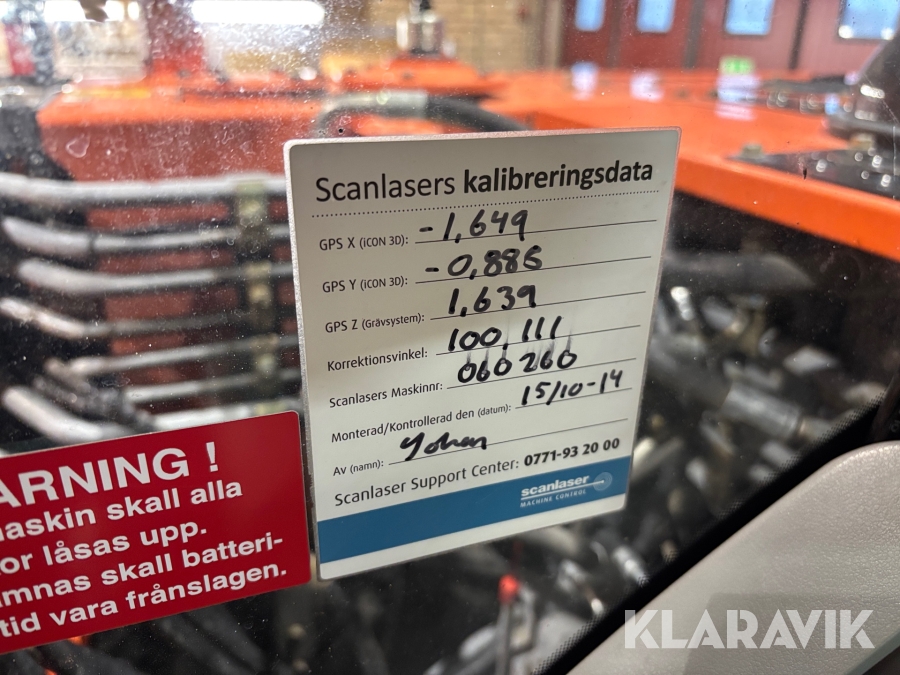 Scanlasers kalibreringsdata
GPS X (iCON 3D): -1,649
GPS Y (iCON 3D): -0,886
GPS Z (Grävsystem): 1,639
Korrektionsvinkel: 100,111
Scanlasers Maskinnr: 060260
Monterad/Kontrollerad den (datum): 15/10-14
Av (namn): Johan
Scanlaser Support Center: 0771-93 20 00
scanlaser
MACHINE CONTROL
ARNING !
maskin skall alla
or låsas upp.
mnas skall batteri-
tid vara frånslagen.
KLARAVIK